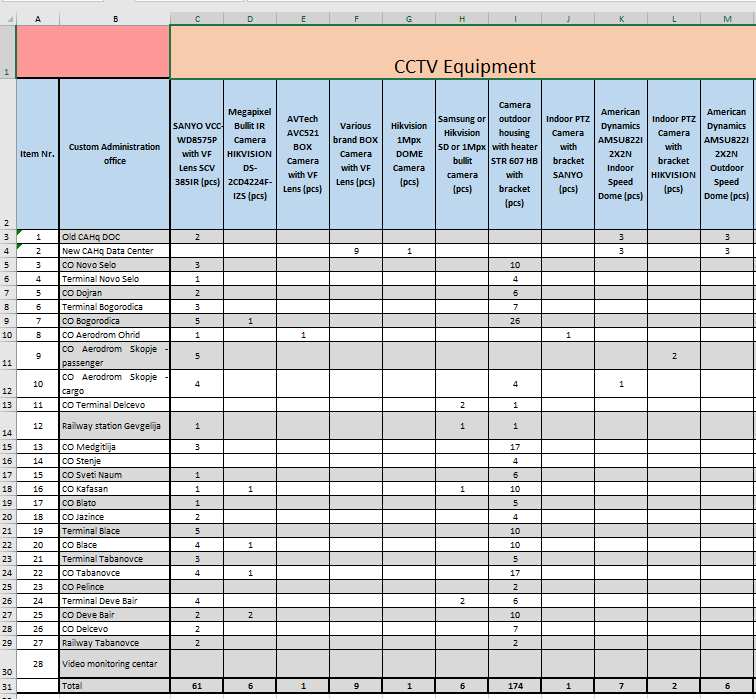 A B C D E F G H I J K L M
1 CCTV Equipment
2 Item Nr. Custom Administration office SANYO VCC-WD8575P with VF Lens SCV 385IR (pcs) Megapixel Bullit IR Camera HIKVISION DS-2CD4224F-IZS (pcs) AVTech AVC521 BOX Camera with VF Lens (pcs) Various brand BOX Camera with VF Lens (pcs) Hikvision 1Mpx DOME Camera (pcs) Samsung or Hikvision SD or 1Mpx bullit camera (pcs) Camera outdoor housing with heater STR 607 HB with bracket (pcs) Indoor PTZ Camera with bracket SANYO (pcs) American Dynamics AMSU822I 2X2N Indoor Speed Dome (pcs) Indoor PTZ Camera with bracket HIKVISION (pcs) American Dynamics AMSU822I 2X2N Outdoor Speed Dome (pcs)
3 1 Old CAHq DOC 2 3 3
4 2 New CAHq Data Center 9 1 3 3
5 3 CO Novo Selo 3 10
6 4 Terminal Novo Selo 1 4
7 5 CO Dojran 2 6
8 6 Terminal Bogorodica 3 7
9 7 CO Bogorodica 5 1 26
10 8 CO Aerodrom Ohrid 1 1 1
11 9 CO Aerodrom Skopje - passenger 5 2
12 10 CO Aerodrom Skopje - cargo 4 4 1
13 11 CO Terminal Delcevo 2 1
14 12 Railway station Gevgelija 1 1 1
15 13 CO Medgitlija 3 17
16 14 CO Stenje 4
17 15 CO Sveti Naum 1 6
18 16 CO Kafasan 1 1 1 10
19 17 CO Blato 1 5
20 18 CO Jazince 2 4
21 19 Terminal Blace 5 10
22 20 CO Blace 4 1 10
23 21 Terminal Tabanovce 3 5
24 22 CO Tabanovce 4 1 17
25 23 CO Pelince 2
26 24 Terminal Deve Bair 4 2 6
27 25 CO Deve Bair 2 2 10
28 26 CO Delcevo 2 7
29 27 Railway Tabanovce 2 2
30 28 Video monitoring centar
31 Total 61 6 1 9 1 6 174 1 7 2 6